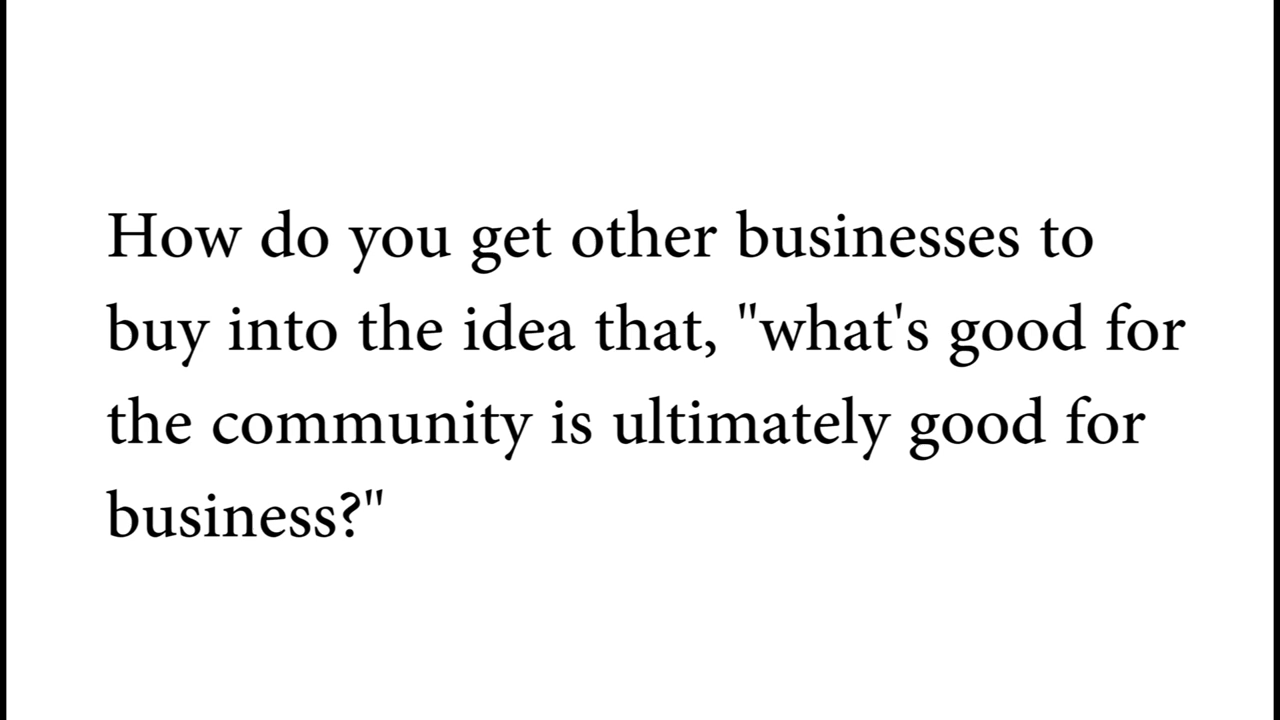 How do you get other businesses to
buy into the idea that, "what's good for
the community is ultimately good for
business?"